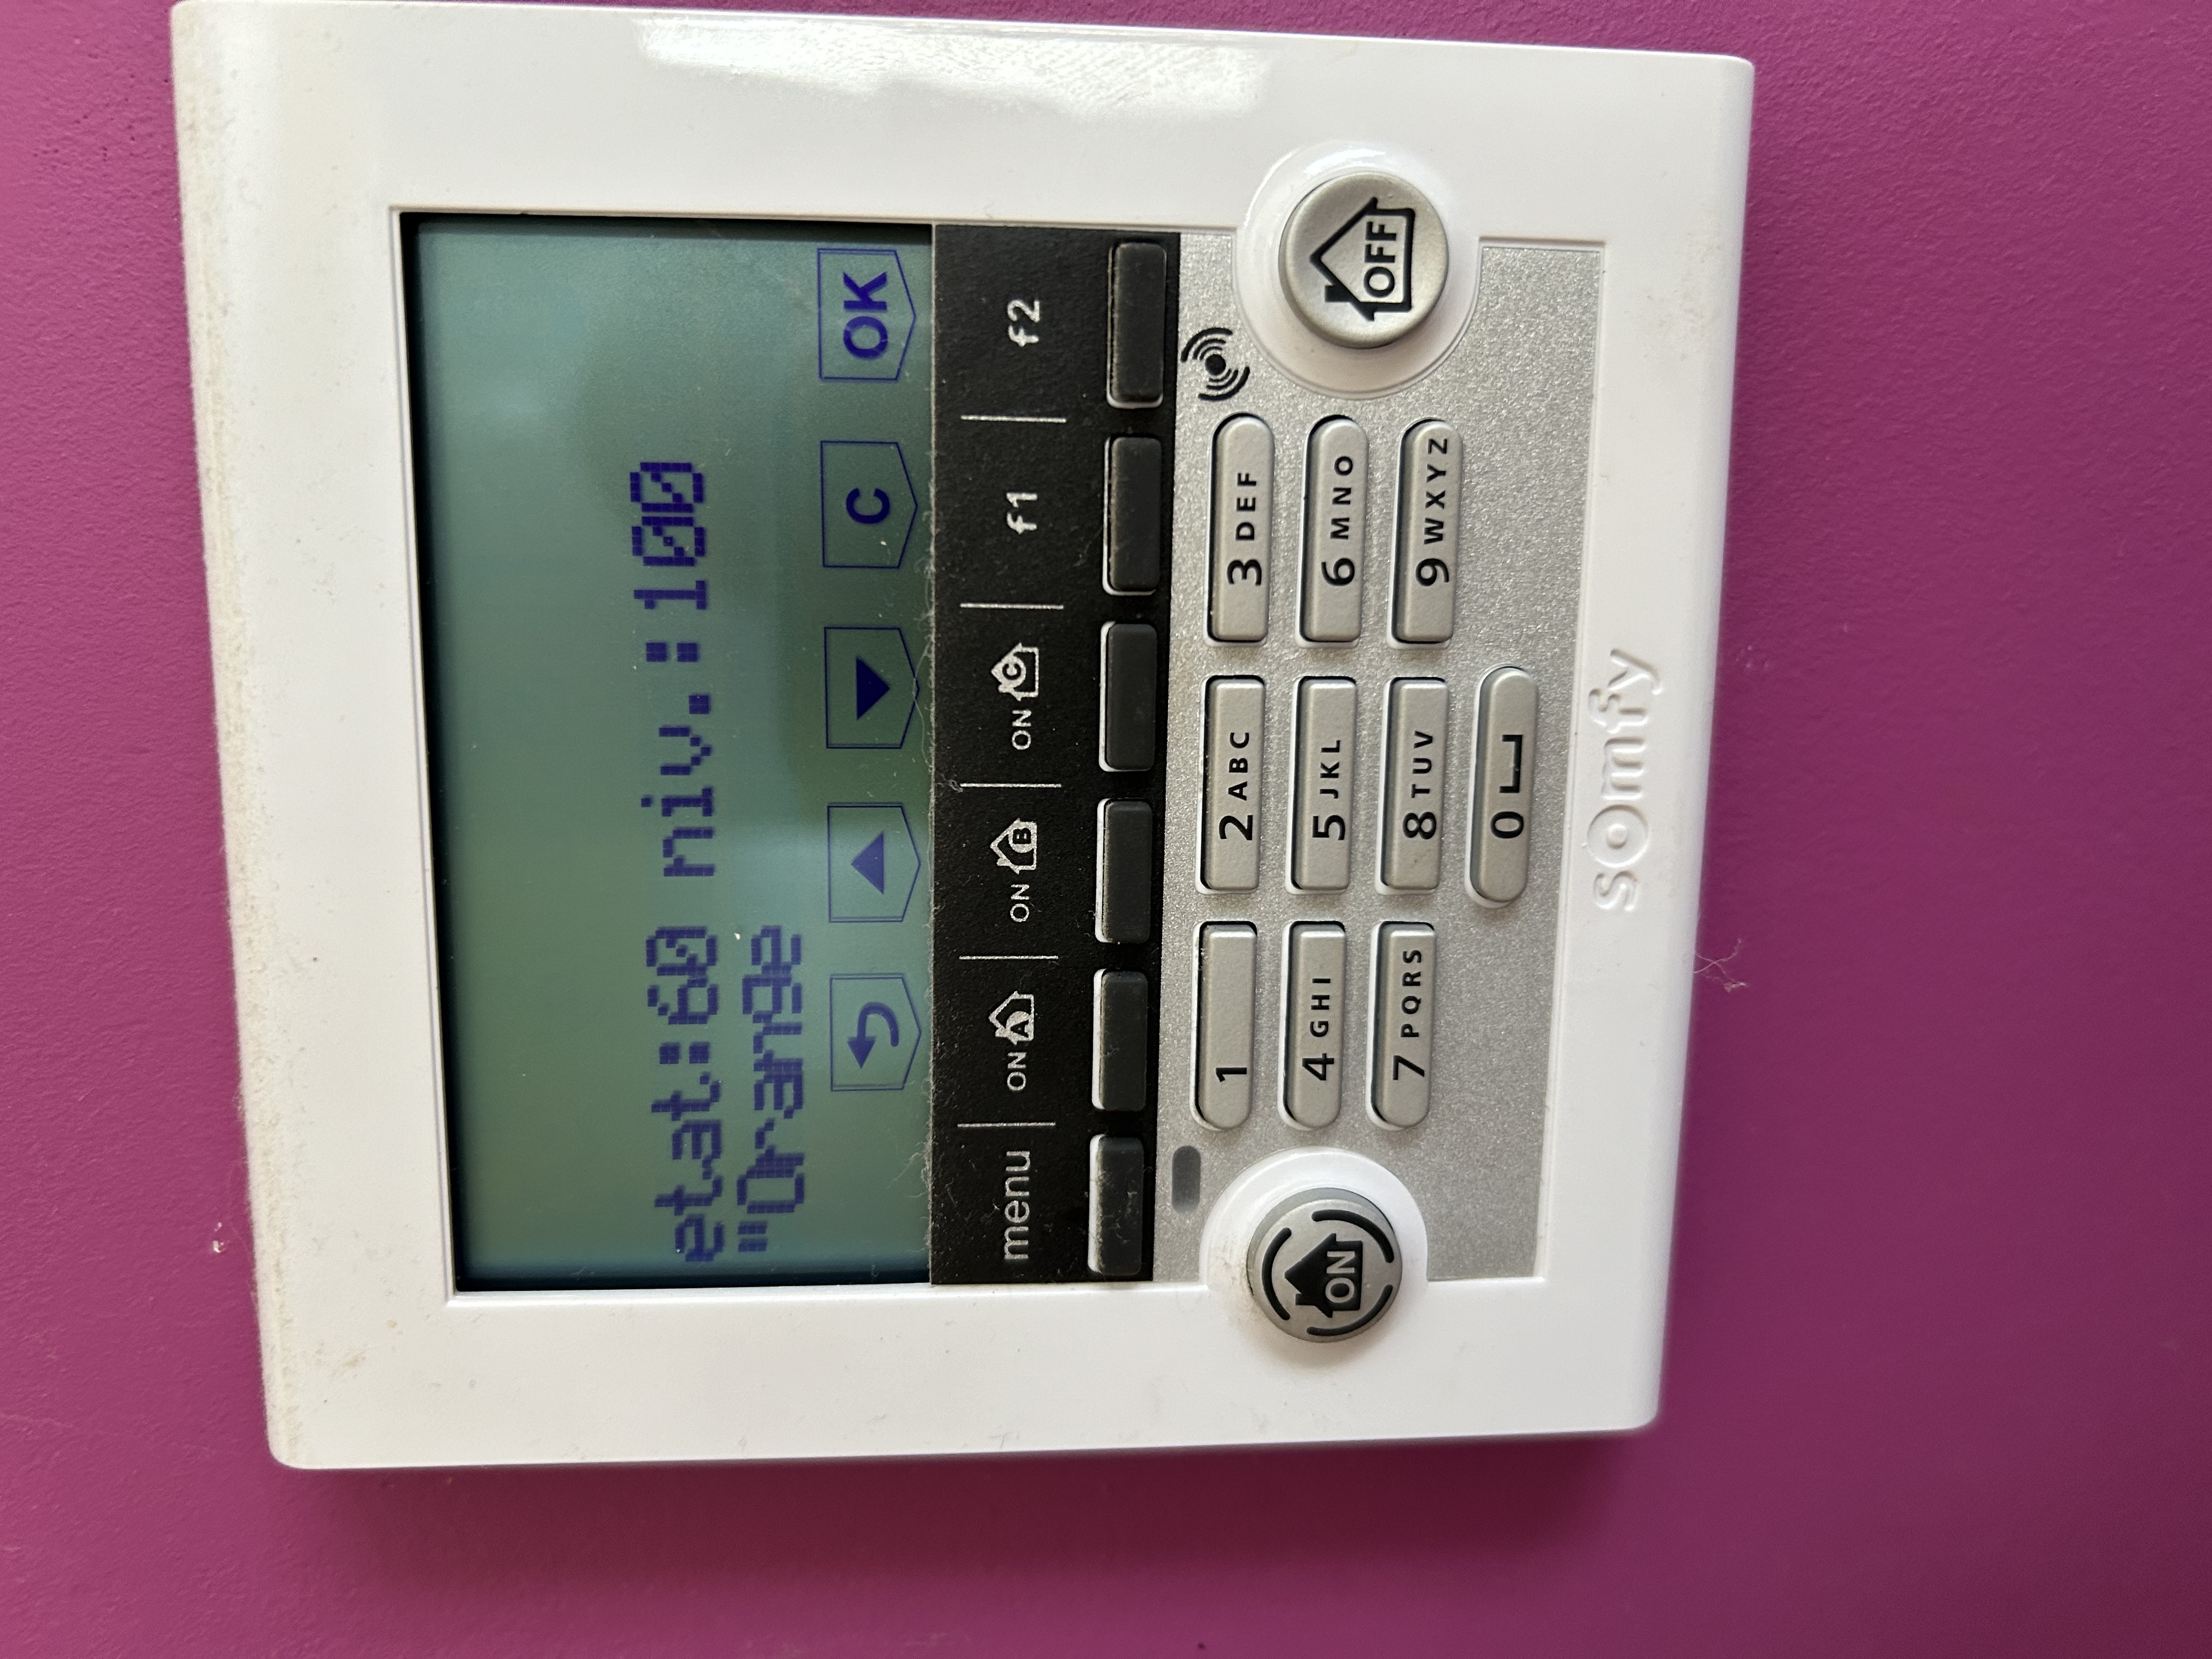 etat:60 niv.:100
"Orange
C OK
menu ON A ON B ON C f1 f2
1 2 ABC 3 DEF
4 GHI 5 JKL 6 MNO
7 PQRS 8 TUV 9 WXYZ
0
ON OFF
somfy